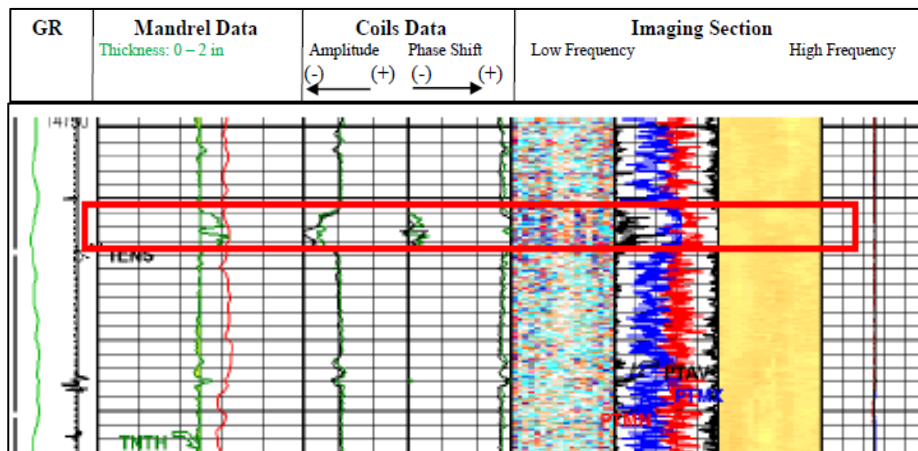 GR
Mandrel Data
Thickness: 0 – 2 in
Coils Data
Amplitude Phase Shift
(-) (+) (-) (+)
Imaging Section
Low Frequency High Frequency
TENS
PTAV
PTMX
PTMN
TNTH